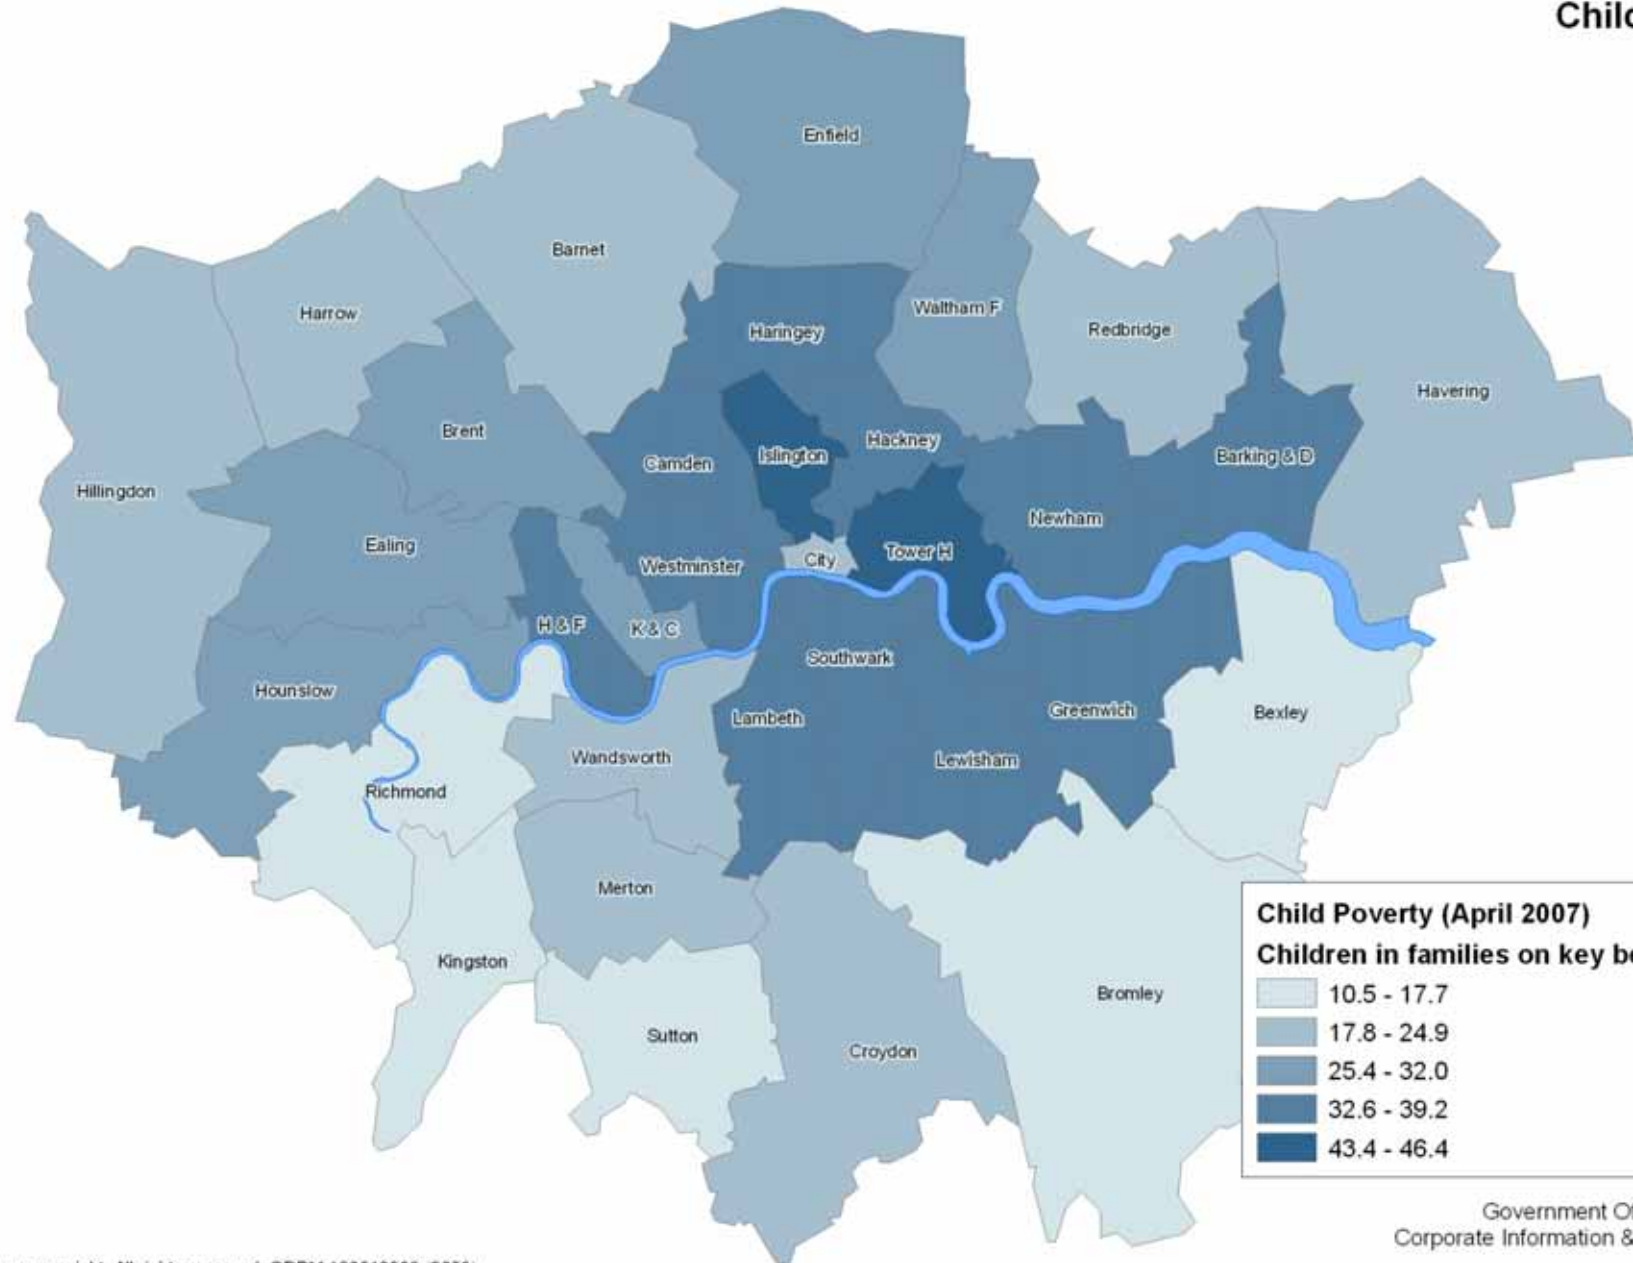 Chil
Enfield
Barnet
Harrow
Waltham F
Redbridge
Haringey
Havering
Brent
Hackney
Camden
Islington
Barking & D
Hillingdon
Newham
Ealing
Tower H
City
Westminster
H & F
K & C
Southwark
Hounslow
Lambeth
Greenwich
Bexley
Wandsworth
Lewisham
Richmond
Merton
Kingston
Bromley
Sutton
Croydon
Child Poverty (April 2007)
Children in families on key be
10.5 - 17.7
17.8 - 24.9
25.4 - 32.0
32.6 - 39.2
43.4 - 46.4
Government Of
Corporate Information &